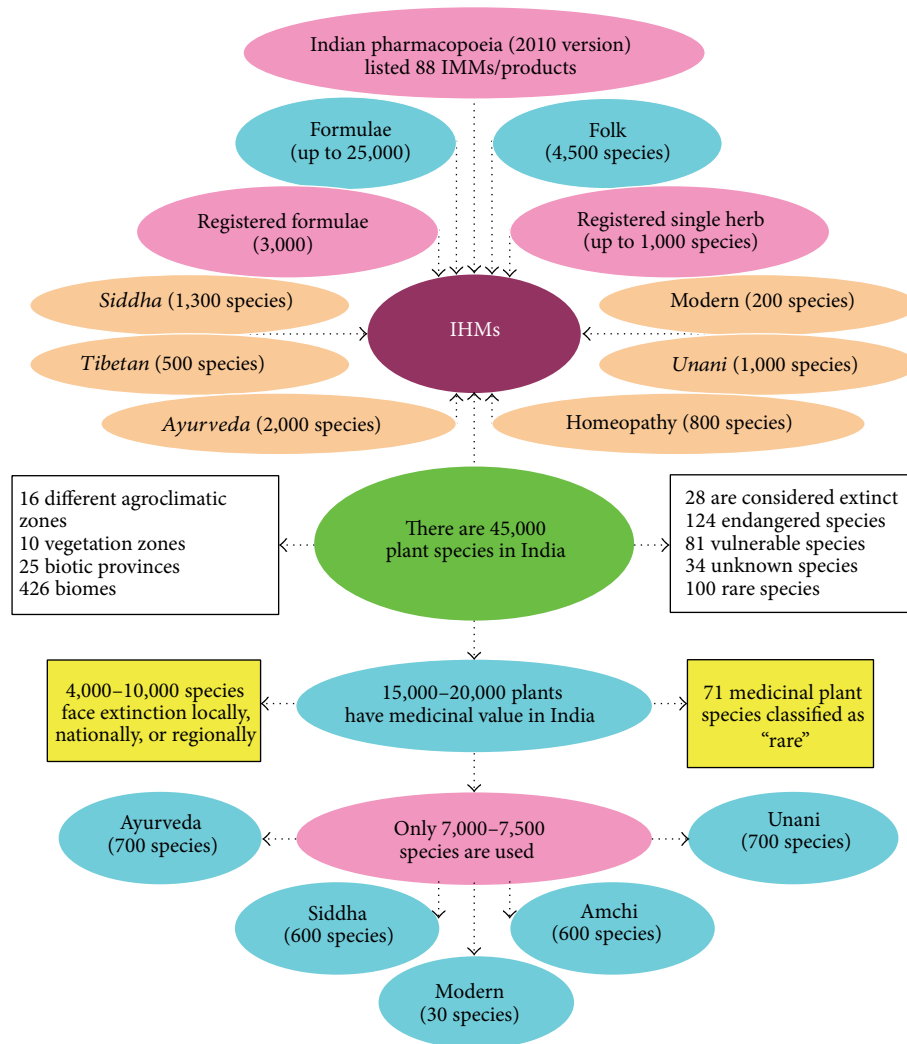 Indian pharmacopoeia (2010 version)
listed 88 IMMs/products
Formulae
(up to 25,000)
Folk
(4,500 species)
Registered formulae
(3,000)
Registered single herb
(up to 1,000 species)
Siddha (1,300 species)
Modern (200 species)
IHMs
Tibetan (500 species)
Unani (1,000 species)
Ayurveda (2,000 species)
Homeopathy (800 species)
16 different agroclimatic
zones
10 vegetation zones
25 biotic provinces
426 biomes
There are 45,000
plant species in India
28 are considered extinct
124 endangered species
81 vulnerable species
34 unknown species
100 rare species
4,000–10,000 species
face extinction locally,
nationally, or regionally
15,000–20,000 plants
have medicinal value in India
71 medicinal plant
species classified as
“rare”
Ayurveda
(700 species)
Only 7,000–7,500
species are used
Unani
(700 species)
Siddha
(600 species)
Amchi
(600 species)
Modern
(30 species)